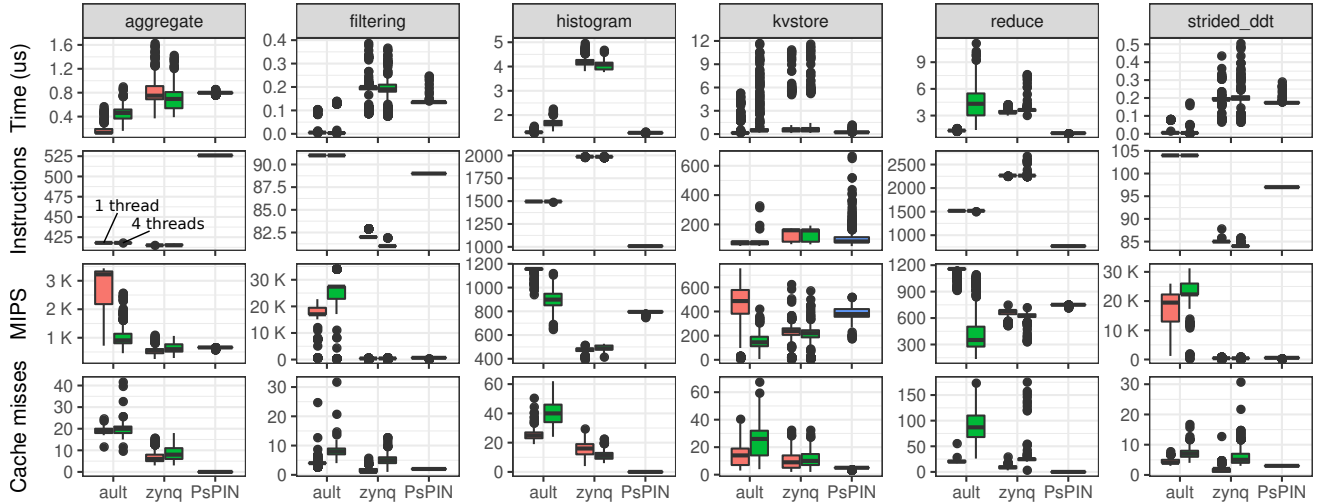 aggregate filtering histogram kvstore reduce strided_ddt
Time (us)
1.6 1.2 0.8 0.4
0.4 0.3 0.2 0.1 0.0
5 4 3 2
12 9 6 3 0
9 6 3
0.5 0.4 0.3 0.2 0.1 0.0
Instructions
525 500 475 450 425
1 thread
4 threads
90.0 87.5 85.0 82.5
2000 1750 1500 1250 1000
600 400 200 0
2500 2000 1500 1000
105 100 95 90 85
MIPS
3 K 2 K 1 K
30 K 20 K 10 K 0
1200 1000 800 600 400
600 400 200 0
1200 900 600 300
30 K 20 K 10 K 0
Cache misses
40 30 20 10 0
30 20 10 0
60 40 20 0
60 40 20 0
150 100 50 0
30 20 10 0
ault zynq PsPIN ault zynq PsPIN ault zynq PsPIN ault zynq PsPIN ault zynq PsPIN ault zynq PsPIN